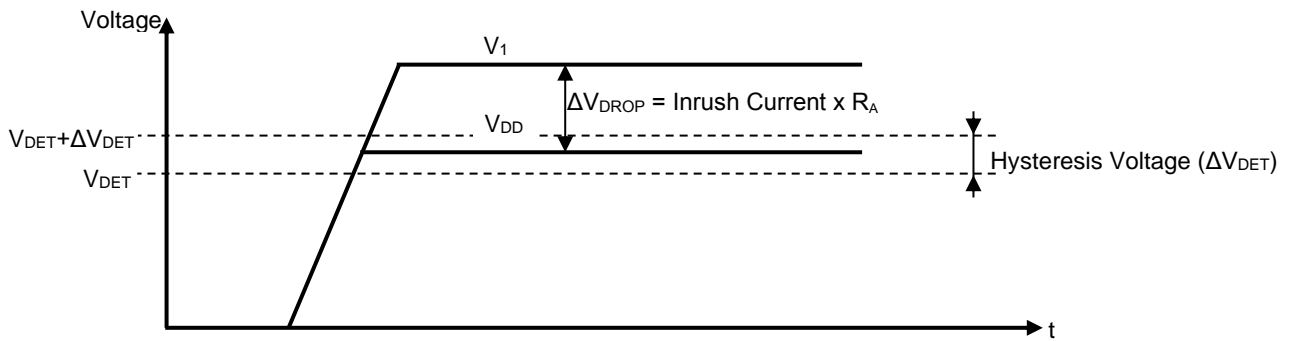 Voltage
V1
ΔVDROP = Inrush Current x RA
VDD
VDET+ΔVDET
Hysteresis Voltage (ΔVDET)
VDET
t